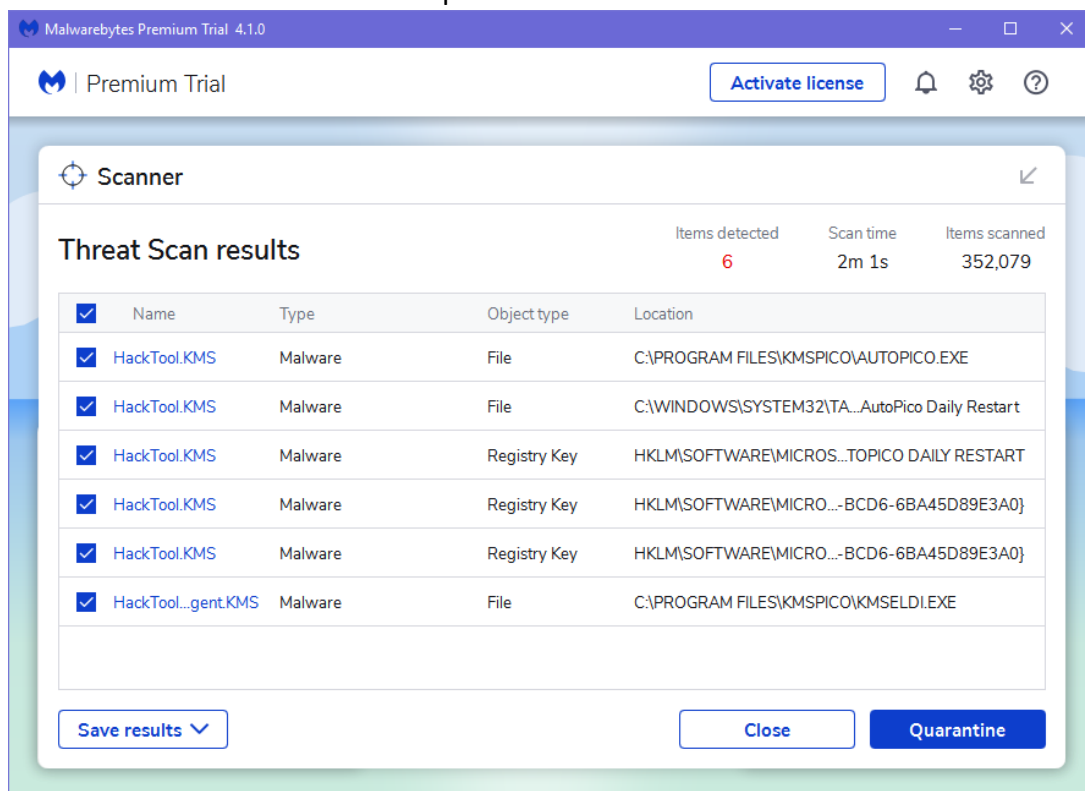 Malwarebytes Premium Trial 4.1.0
Premium Trial
Activate license
Scanner
Threat Scan results
Items detected Scan time Items scanned
6 2m 1s 352,079
Name Type Object type Location
HackTool.KMS Malware File C:\PROGRAM FILES\KMSPICO\AUTOPICO.EXE
HackTool.KMS Malware File C:\WINDOWS\SYSTEM32\TA...AutoPico Daily Restart
HackTool.KMS Malware Registry Key HKLM\SOFTWARE\MICROS...TOPICO DAILY RESTART
HackTool.KMS Malware Registry Key HKLM\SOFTWARE\MICRO...-BCD6-6BA45D89E3A0}
HackTool.KMS Malware Registry Key HKLM\SOFTWARE\MICRO...-BCD6-6BA45D89E3A0}
HackTool...gent.KMS Malware File C:\PROGRAM FILES\KMSPICO\KMSELDI.EXE
Save results Close Quarantine